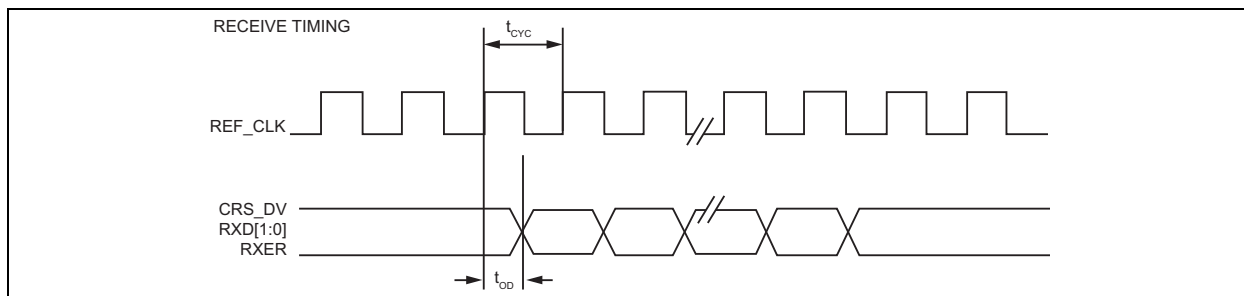 RECEIVE TIMING
tCYC
REF_CLK
CRS_DV
RXD[1:0]
RXER
tOD